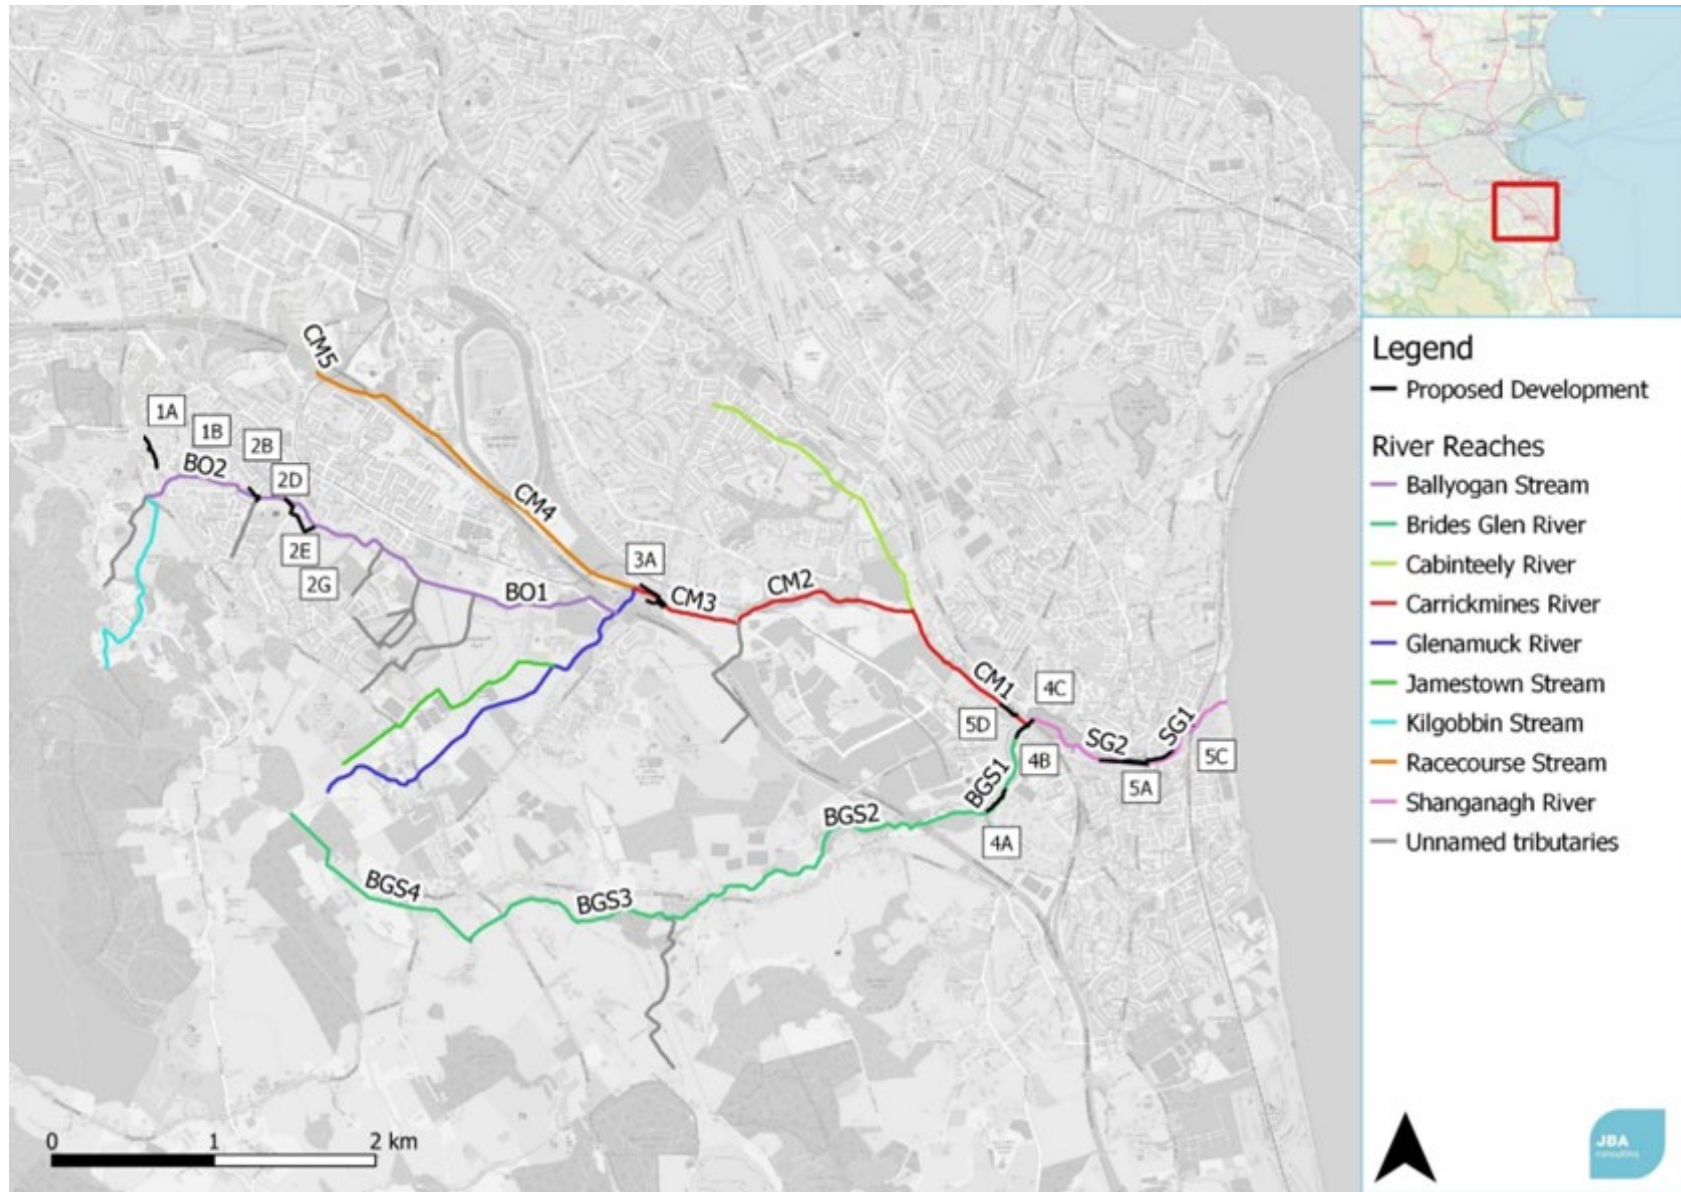 CM5
1A
1B
2B
BO2
2D
CM4
2E
3A
2G
BO1
CM3
CM2
CM1
4C
5D
SG2
SG1
4B
5C
BGS1
5A
BGS2
4A
BGS4
BGS3
0 1 2 km
Legend
Proposed Development
River Reaches
Ballyogan Stream
Brides Glen River
Cabinteely River
Carrickmines River
Glenamuck River
Jamestown Stream
Kilgobbin Stream
Racecourse Stream
Shanganagh River
Unnamed tributaries
JBA
consulting